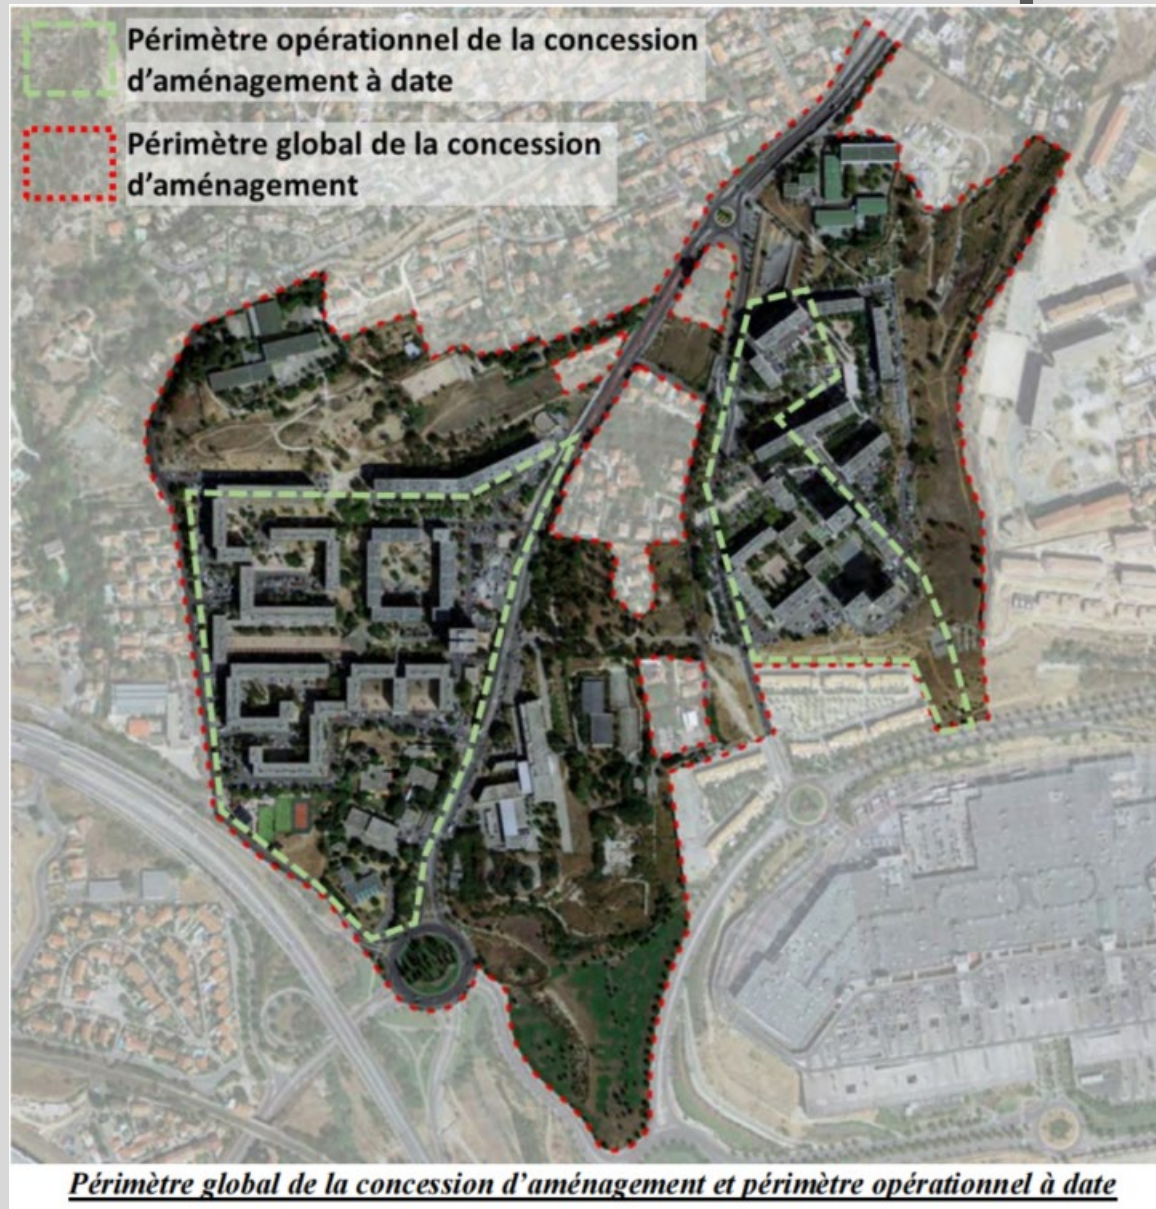 Périmètre opérationnel de la concession
d’aménagement à date
Périmètre global de la concession
d’aménagement
Périmètre global de la concession d’aménagement et périmètre opérationnel à date